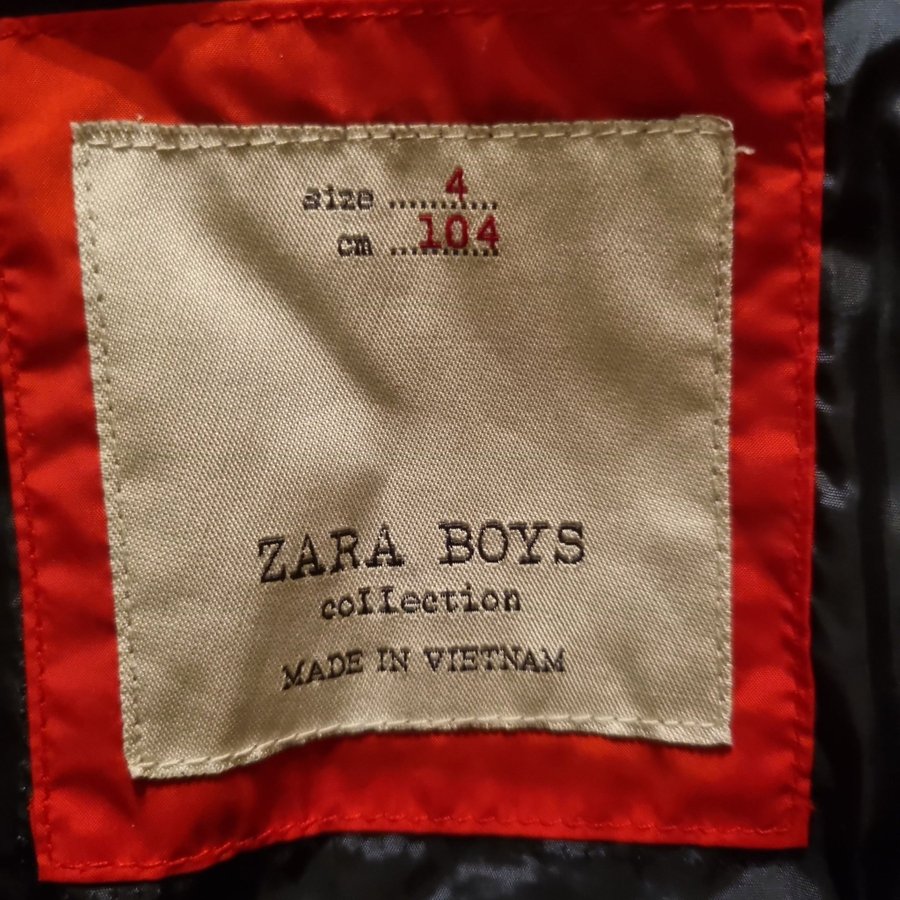 size ........4...
cm ...104
ZARA BOYS
collection
MADE IN VIETNAM